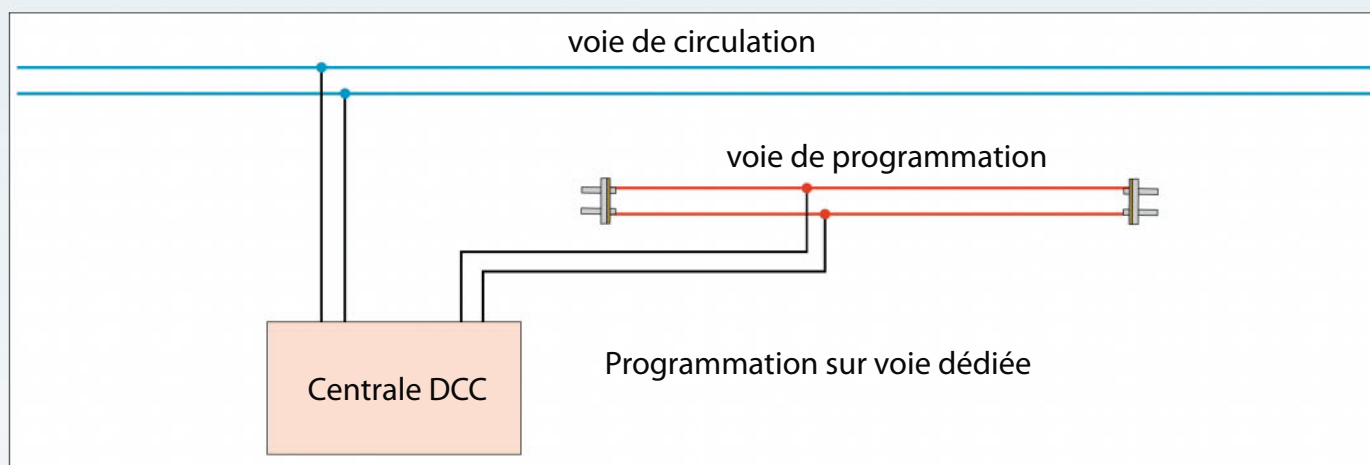 voie de circulation
voie de programmation
Programmation sur voie dédiée
Centrale DCC